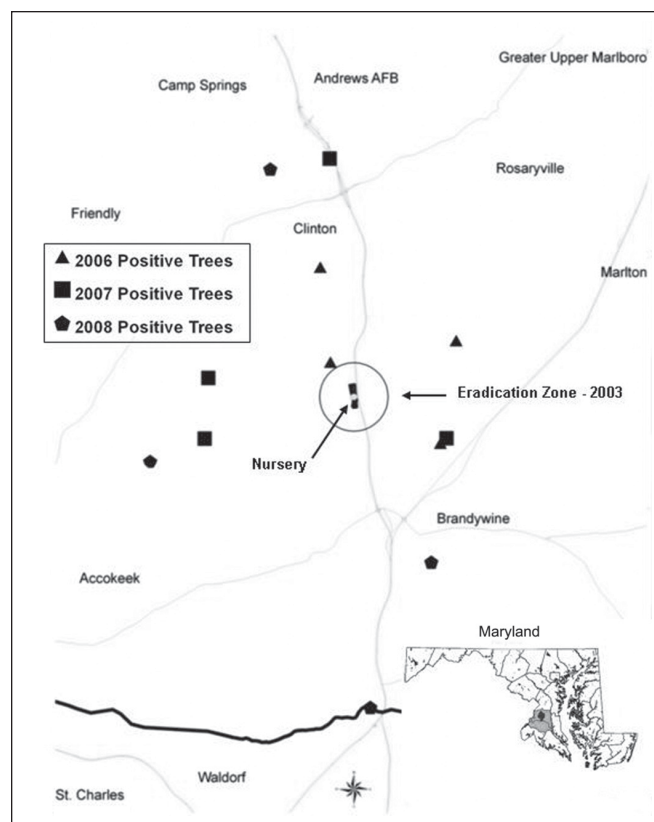 Greater Upper Marlboro
Andrews AFB
Camp Springs
Rosaryville
Friendly
Clinton
2006 Positive Trees
2007 Positive Trees
2008 Positive Trees
Marlton
Eradication Zone - 2003
Nursery
Brandywine
Accokeek
Maryland
Waldorf
St. Charles